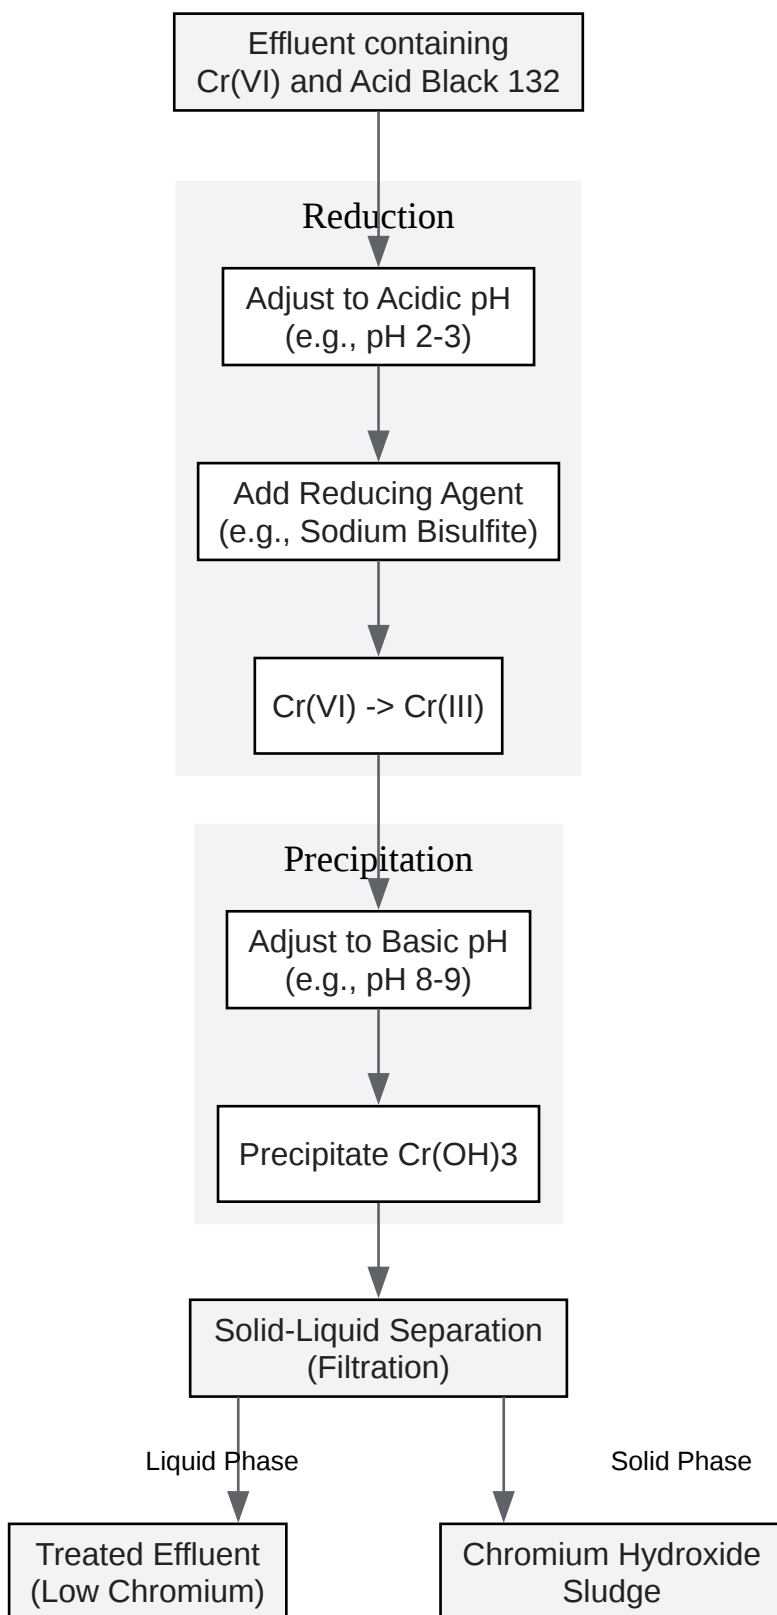 Effluent containing
Cr(VI) and Acid Black 132
Reduction
Adjust to Acidic pH
(e.g., pH 2-3)
Add Reducing Agent
(e.g., Sodium Bisulfite)
Cr(VI) -> Cr(III)
Precipitation
Adjust to Basic pH
(e.g., pH 8-9)
Precipitate Cr(OH)3
Solid-Liquid Separation
(Filtration)
Liquid Phase
Solid Phase
Treated Effluent
(Low Chromium)
Chromium Hydroxide
Sludge